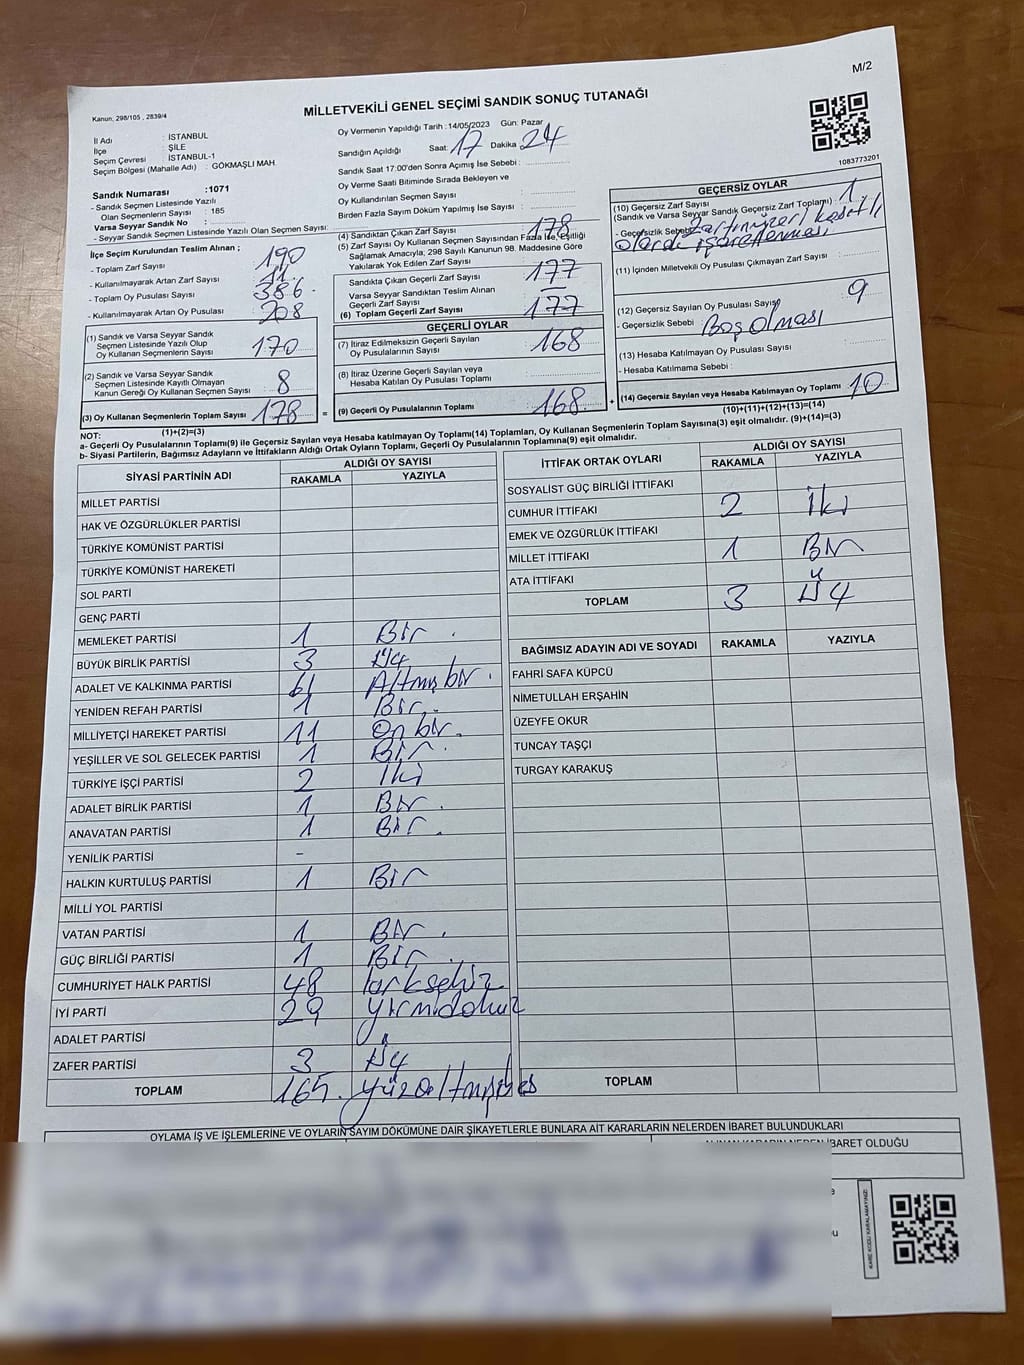 M/2
Kanun; 298/105 , 2839/4
MİLLETVEKİLİ GENEL SEÇİMİ SANDIK SONUÇ TUTANAĞI
1083773201
İl Adı : İSTANBUL
İlçe : ŞİLE
Seçim Çevresi : İSTANBUL-1
Seçim Bölgesi (Mahalle Adı) : GÖKMAŞLI MAH.
Sandık Numarası :1071
- Sandık Seçmen Listesinde Yazılı
Olan Seçmenlerin Sayısı : 185
Varsa Seyyar Sandık No :
- Seyyar Sandık Seçmen Listesinde Yazılı Olan Seçmen Sayısı:
İlçe Seçim Kurulundan Teslim Alınan ;
- Toplam Zarf Sayısı 190
- Kullanılmayarak Artan Zarf Sayısı 11
- Toplam Oy Pusulası Sayısı 386.
- Kullanılmayarak Artan Oy Pusulası 208
(1) Sandık ve Varsa Seyyar Sandık
Seçmen Listesinde Yazılı Olup
Oy Kullanan Seçmenlerin Sayısı 170
(2) Sandık ve Varsa Seyyar Sandık
Seçmen Listesinde Kayıtlı Olmayan
Kanun Gereği Oy Kullanan Seçmen Sayısı 8
(3) Oy Kullanan Seçmenlerin Toplam Sayısı 178 =
(1)+(2)=(3)
Oy Vermenin Yapıldığı Tarih :14/05/2023 Gün: Pazar
Sandığın Açıldığı Saat: 17 Dakika 24
Sandık Saat 17:00'den Sonra Açımış İse Sebebi :
Oy Verme Saati Bitiminde Sırada Bekleyen ve
Oy Kullandırılan Seçmen Sayısı :
Birden Fazla Sayım Döküm Yapılmış İse Sayısı :
(4) Sandıktan Çıkan Zarf Sayısı 178
(5) Zarf Sayısı Oy Kullanan Seçmen Sayısından Fazla İse, Eşitliği
Sağlamak Amacıyla; 298 Sayılı Kanunun 98. Maddesine Göre
Yakılarak Yok Edilen Zarf Sayısı :
Sandıkta Çıkan Geçerli Zarf Sayısı 177
Varsa Seyyar Sandıktan Teslim Alınan
Geçerli Zarf Sayısı -
(6) Toplam Geçerli Zarf Sayısı 177
GEÇERLİ OYLAR
(7) İtiraz Edilmeksizin Geçerli Sayılan
Oy Pusulalarının Sayısı 168
(8) İtiraz Üzerine Geçerli Sayılan veya
Hesaba Katılan Oy Pusulası Toplamı
(9) Geçerli Oy Pusulalarının Toplamı 168 +
GEÇERSİZ OYLAR
(10) Geçersiz Zarf Sayısı
(Sandık ve Varsa Seyyar Sandık Geçersiz Zarf Toplamı) : 1
- Geçersizlik Sebebi Zarfın üzeri kasıtlı
olarak işaretlenmesi
(11) İçinden Milletvekili Oy Pusulası Çıkmayan Zarf Sayısı :
(12) Geçersiz Sayılan Oy Pusulası Sayısı 9
- Geçersizlik Sebebi Boş olması
(13) Hesaba Katılmayan Oy Pusulası Sayısı :
- Hesaba Katılmama Sebebi :
(14) Geçersiz Sayılan veya Hesaba Katılmayan Oy Toplamı 10
(10)+(11)+(12)+(13)=(14)
NOT:
a- Geçerli Oy Pusulalarının Toplamı(9) ile Geçersiz Sayılan veya Hesaba katılmayan Oy Toplamı(14) Toplamları, Oy Kullanan Seçmenlerin Toplam Sayısına(3) eşit olmalıdır. (9)+(14)=(3)
b- Siyasi Partilerin, Bağımsız Adayların ve İttifakların Aldığı Ortak Oyların Toplamı, Geçerli Oy Pusulalarının Toplamına(9) eşit olmalıdır.
SİYASİ PARTİNİN ADI ALDIĞI OY SAYISI
RAKAMLA YAZIYLA
MİLLET PARTİSİ
HAK VE ÖZGÜRLÜKLER PARTİSİ
TÜRKİYE KOMÜNİST PARTİSİ
TÜRKİYE KOMÜNİST HAREKETİ
SOL PARTİ
GENÇ PARTİ
MEMLEKET PARTİSİ 1 Bir.
BÜYÜK BİRLİK PARTİSİ 3 üç
ADALET VE KALKINMA PARTİSİ 61 Altmış bir.
YENİDEN REFAH PARTİSİ 1 Bir.
MİLLİYETÇİ HAREKET PARTİSİ 11 On bir.
YEŞİLLER VE SOL GELECEK PARTİSİ 1 Bir.
TÜRKİYE İŞÇİ PARTİSİ 2 İki
ADALET BİRLİK PARTİSİ 1 Bir.
ANAVATAN PARTİSİ 1 Bir.
YENİLİK PARTİSİ -
HALKIN KURTULUŞ PARTİSİ 1 Bir
MİLLİ YOL PARTİSİ
VATAN PARTİSİ 1 Bir.
GÜÇ BİRLİĞİ PARTİSİ 1 Bir.
CUMHURİYET HALK PARTİSİ 48 kırksekiz
İYİ PARTİ 29 yirmidokuz
ADALET PARTİSİ
ZAFER PARTİSİ 3 üç
TOPLAM 165. yüzaltmışbes
İTTİFAK ORTAK OYLARI ALDIĞI OY SAYISI
RAKAMLA YAZIYLA
SOSYALİST GÜÇ BİRLİĞİ İTTİFAKI
CUMHUR İTTİFAKI 2 İki
EMEK VE ÖZGÜRLÜK İTTİFAKI
MİLLET İTTİFAKI 1 Bir
ATA İTTİFAKI
TOPLAM 3 üç
BAĞIMSIZ ADAYIN ADI VE SOYADI RAKAMLA YAZIYLA
FAHRİ SAFA KÜPCÜ
NİMETULLAH ERŞAHİN
ÜZEYFE OKUR
TUNCAY TAŞÇI
TURGAY KARAKUŞ
TOPLAM
OYLAMA İŞ VE İŞLEMLERİNE VE OYLARIN SAYIM DÖKÜMÜNE DAİR ŞİKAYETLERLE BUNLARA AİT KARARLARIN NELERDEN İBARET BULUNDUKLARI
ALINAN KARARIN NEDEN İBARET OLDUĞU
KARE KODU KARALAMAYINIZ!